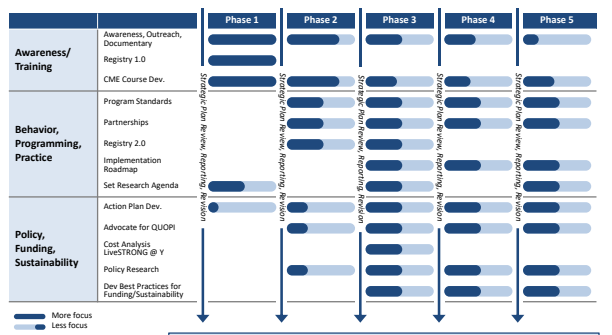 Phase 1 Phase 2 Phase 3 Phase 4 Phase 5
Awareness/
Training
Awareness, Outreach,
Documentary
Registry 1.0
CME Course Dev.
Behavior,
Programming,
Practice
Program Standards
Partnerships
Registry 2.0
Implementation
Roadmap
Set Research Agenda
Policy,
Funding,
Sustainability
Action Plan Dev.
Advocate for QUOPI
Cost Analysis
LiveSTRONG @ Y
Policy Research
Dev Best Practices for
Funding/Sustainability
Strategic Plan Review, Reporting, Revision
Strategic Plan Review, Reporting, Revision
Strategic Plan Review, Reporting, Revision
Strategic Plan Review, Reporting, Revision
Strategic Plan Review, Reporting, Revision
More focus
Less focus